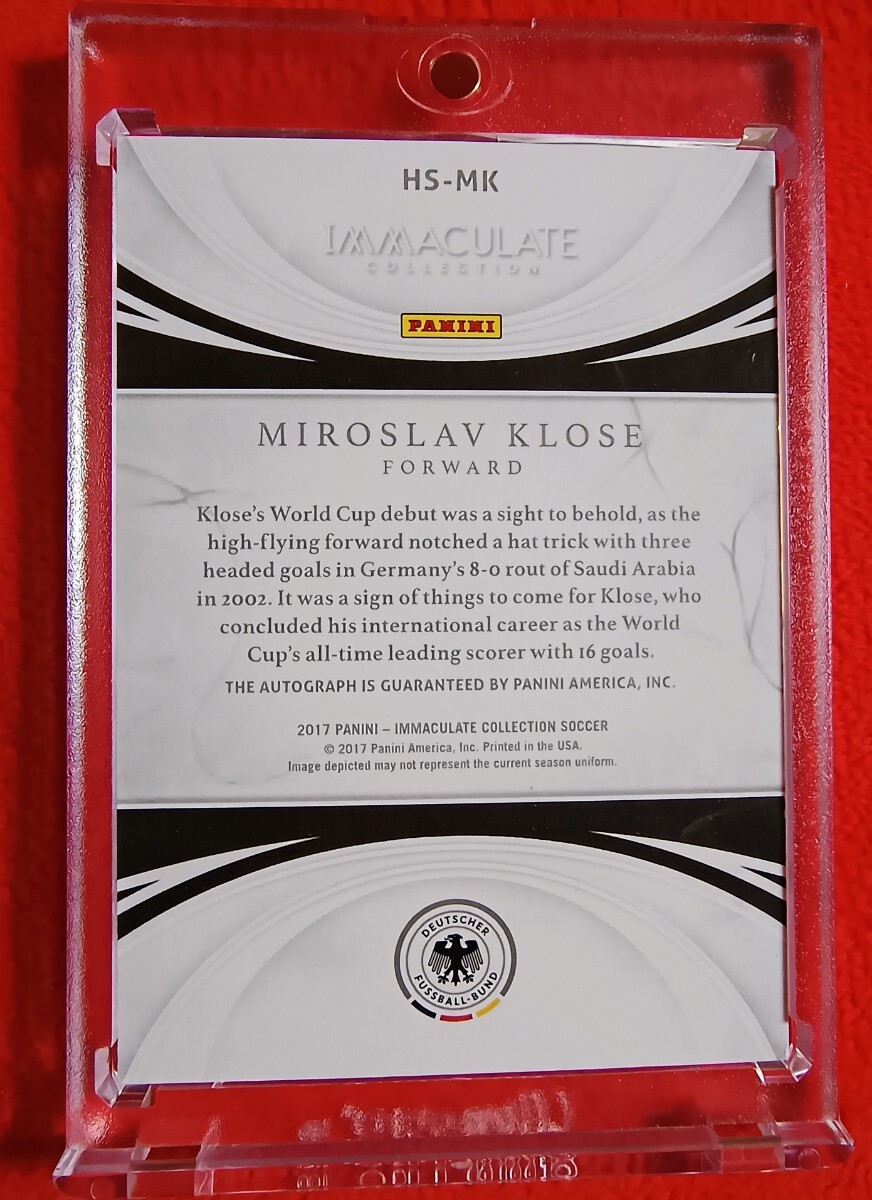 HS-MK
IMMACULATE
COLLECTION
PANINI
MIROSLAV KLOSE
FORWARD
Klose's World Cup debut was a sight to behold, as the
high-flying forward notched a hat trick with three
headed goals in Germany's 8-0 rout of Saudi Arabia
in 2002. It was a sign of things to come for Klose, who
concluded his international career as the World
Cup's all-time leading scorer with 16 goals.
THE AUTOGRAPH IS GUARANTEED BY PANINI AMERICA, INC.
2017 PANINI – IMMACULATE COLLECTION SOCCER
© 2017 Panini America, Inc. Printed in the USA.
Image depicted may not represent the current season uniform.
DEUTSCHER
FUSSBALL-BUND